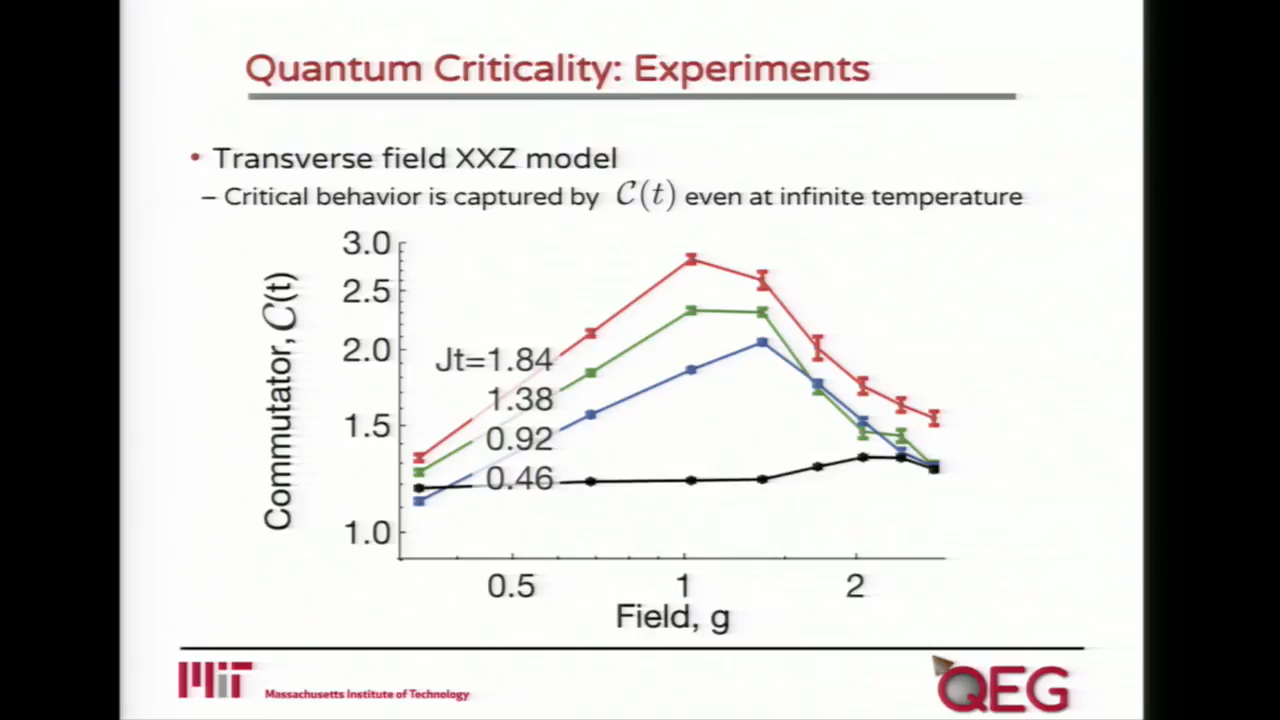 Quantum Criticality: Experiments
• Transverse field XXZ model
– Critical behavior is captured by 𝒞(t) even at infinite temperature
Commutator, 𝒞(t)
3.0
2.5
2.0
1.5
1.0
Jt=1.84
1.38
0.92
0.46
0.5
1
2
Field, g
MIT
Massachusetts Institute of Technology
QEG